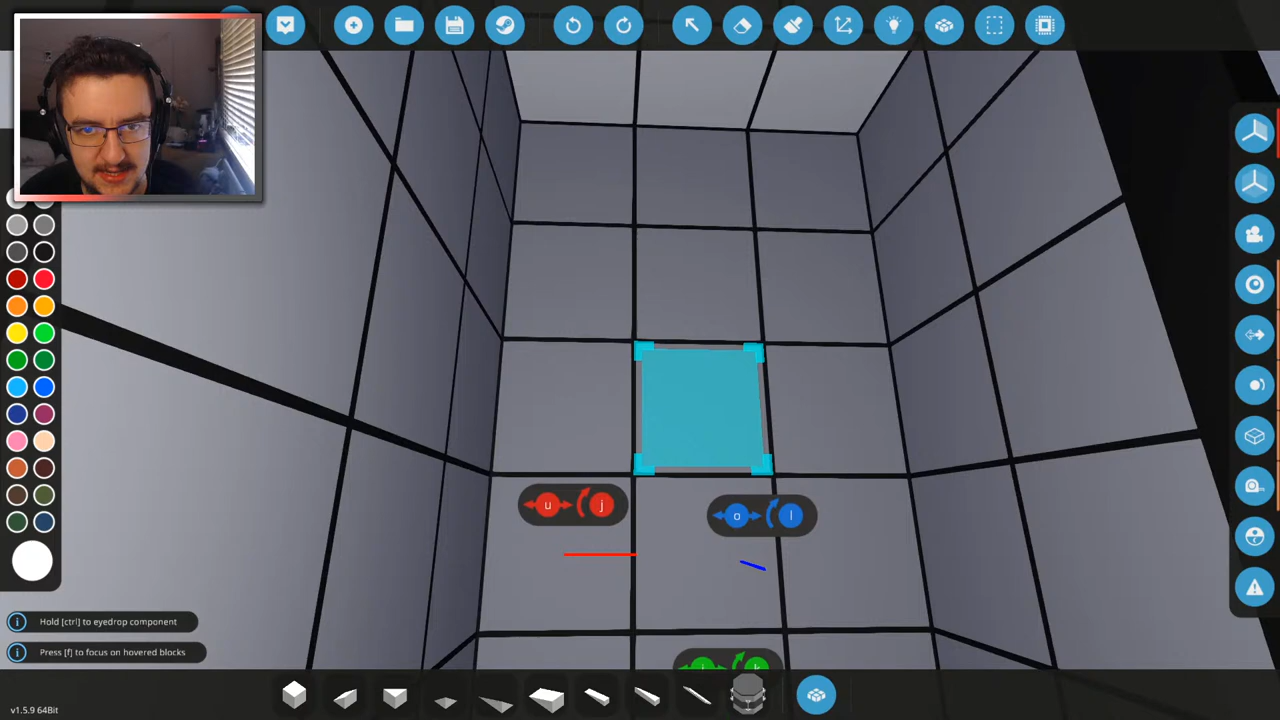 u j
o l
k
Hold [ctrl] to eyedrop component
Press [f] to focus on hovered blocks
v1.5.9 64Bit